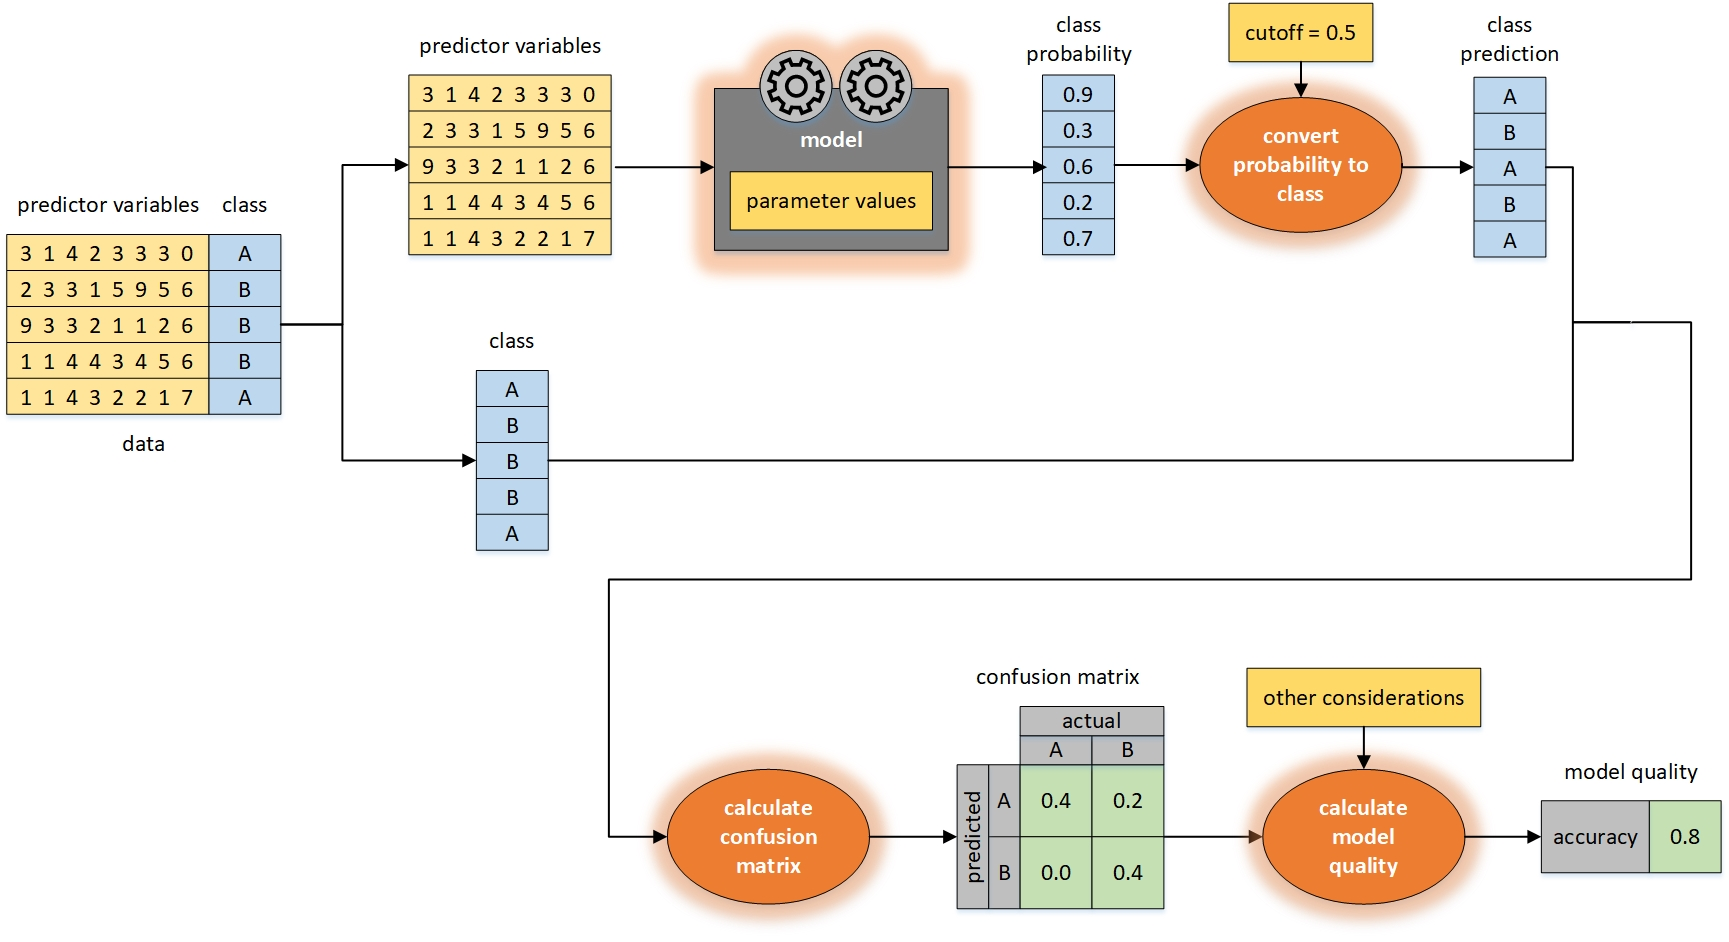 predictor variables
3 1 4 2 3 3 3 0
2 3 3 1 5 9 5 6
9 3 3 2 1 1 2 6
1 1 4 4 3 4 5 6
1 1 4 3 2 2 1 7
model
parameter values
class
probability
0.9
0.3
0.6
0.2
0.7
cutoff = 0.5
convert
probability to
class
class
prediction
A
B
A
B
A
predictor variables class
3 1 4 2 3 3 3 0 A
2 3 3 1 5 9 5 6 B
9 3 3 2 1 1 2 6 B
1 1 4 4 3 4 5 6 B
1 1 4 3 2 2 1 7 A
data
class
A
B
B
B
A
calculate
confusion
matrix
confusion matrix
actual
A B
predicted
A 0.4 0.2
B 0.0 0.4
other considerations
calculate
model
quality
model quality
accuracy 0.8